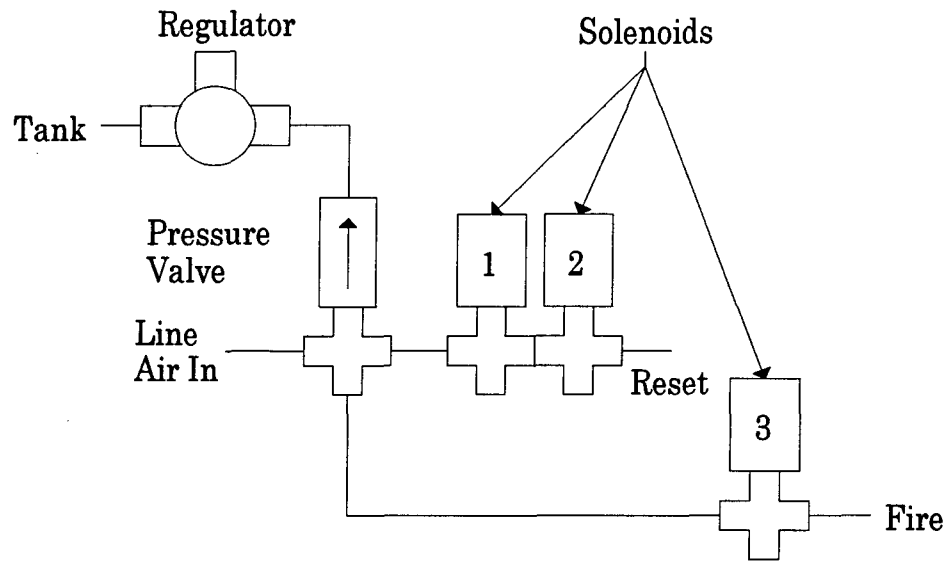 Regulator
Solenoids
Tank
Pressure
Valve
1
2
Line
Air In
Reset
3
Fire